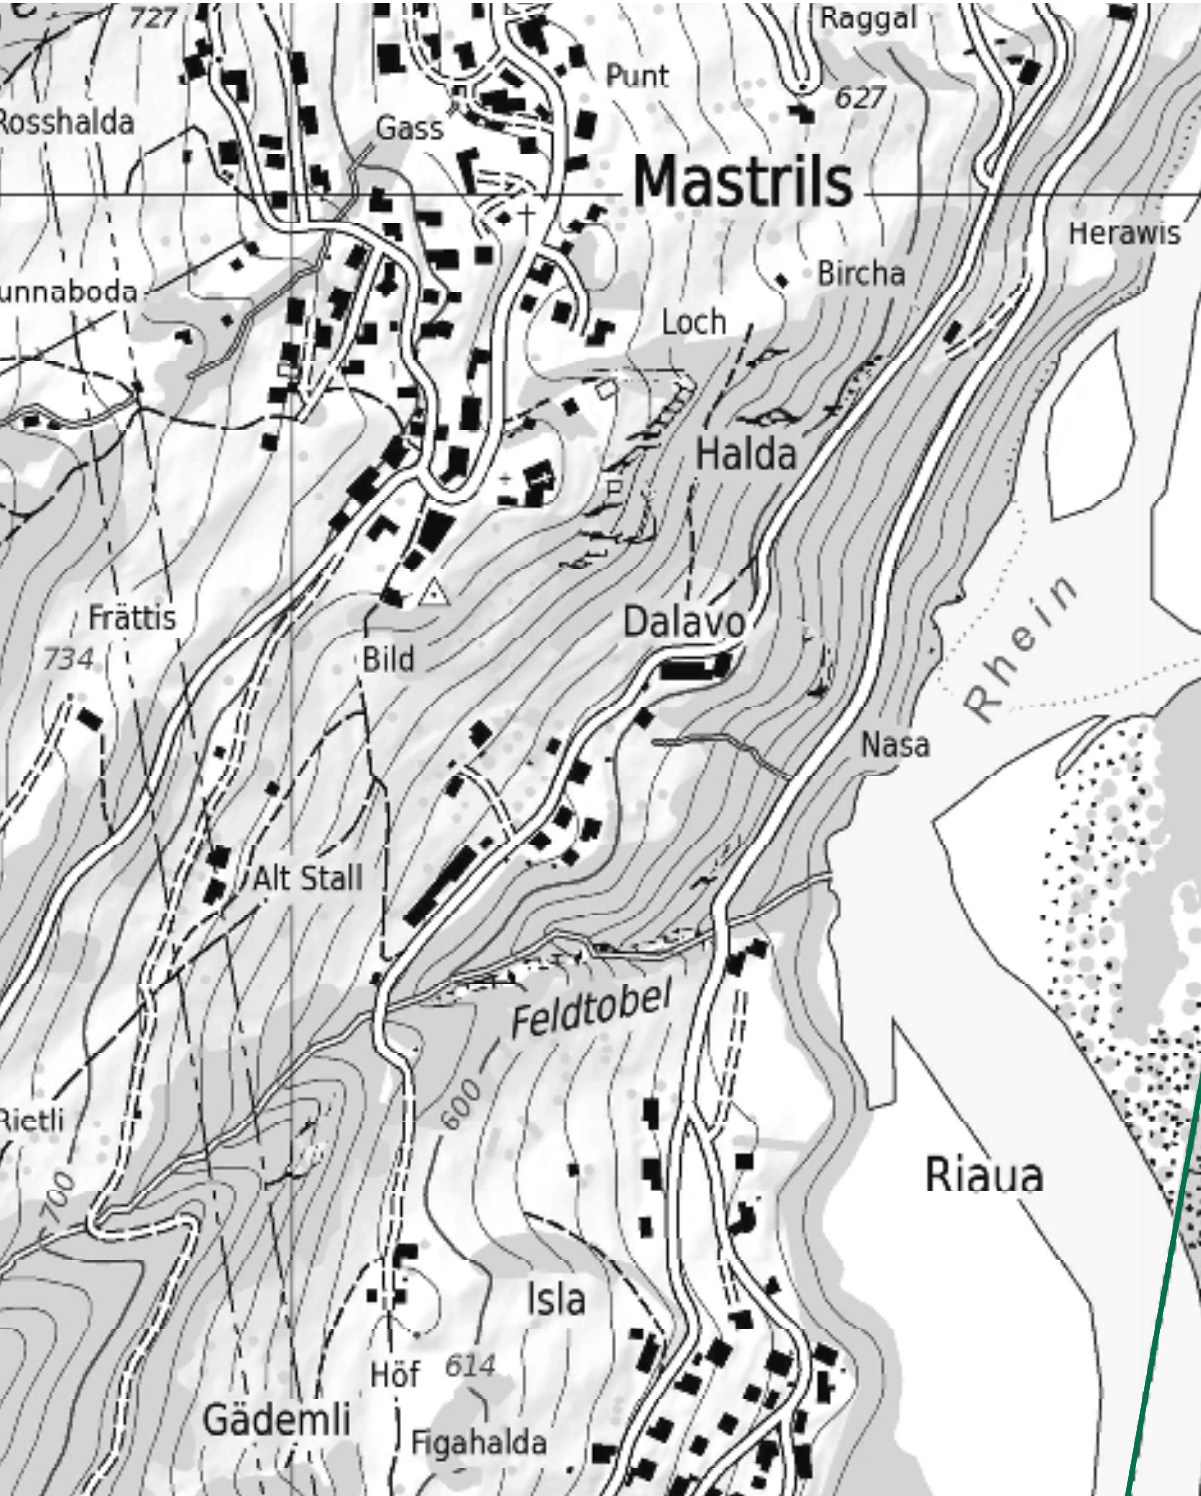 727
Raggal
Punt
627
Rosshalda
Gass
Mastrils
Herawis
Bircha
unnaboda
Loch
Halda
Rhein
Frättis
Dalavo
734
Bild
Nasa
Alt Stall
Feldtobel
600
Rietli
Riaua
700
Isla
Höf
614
Gädemli
Figahalda